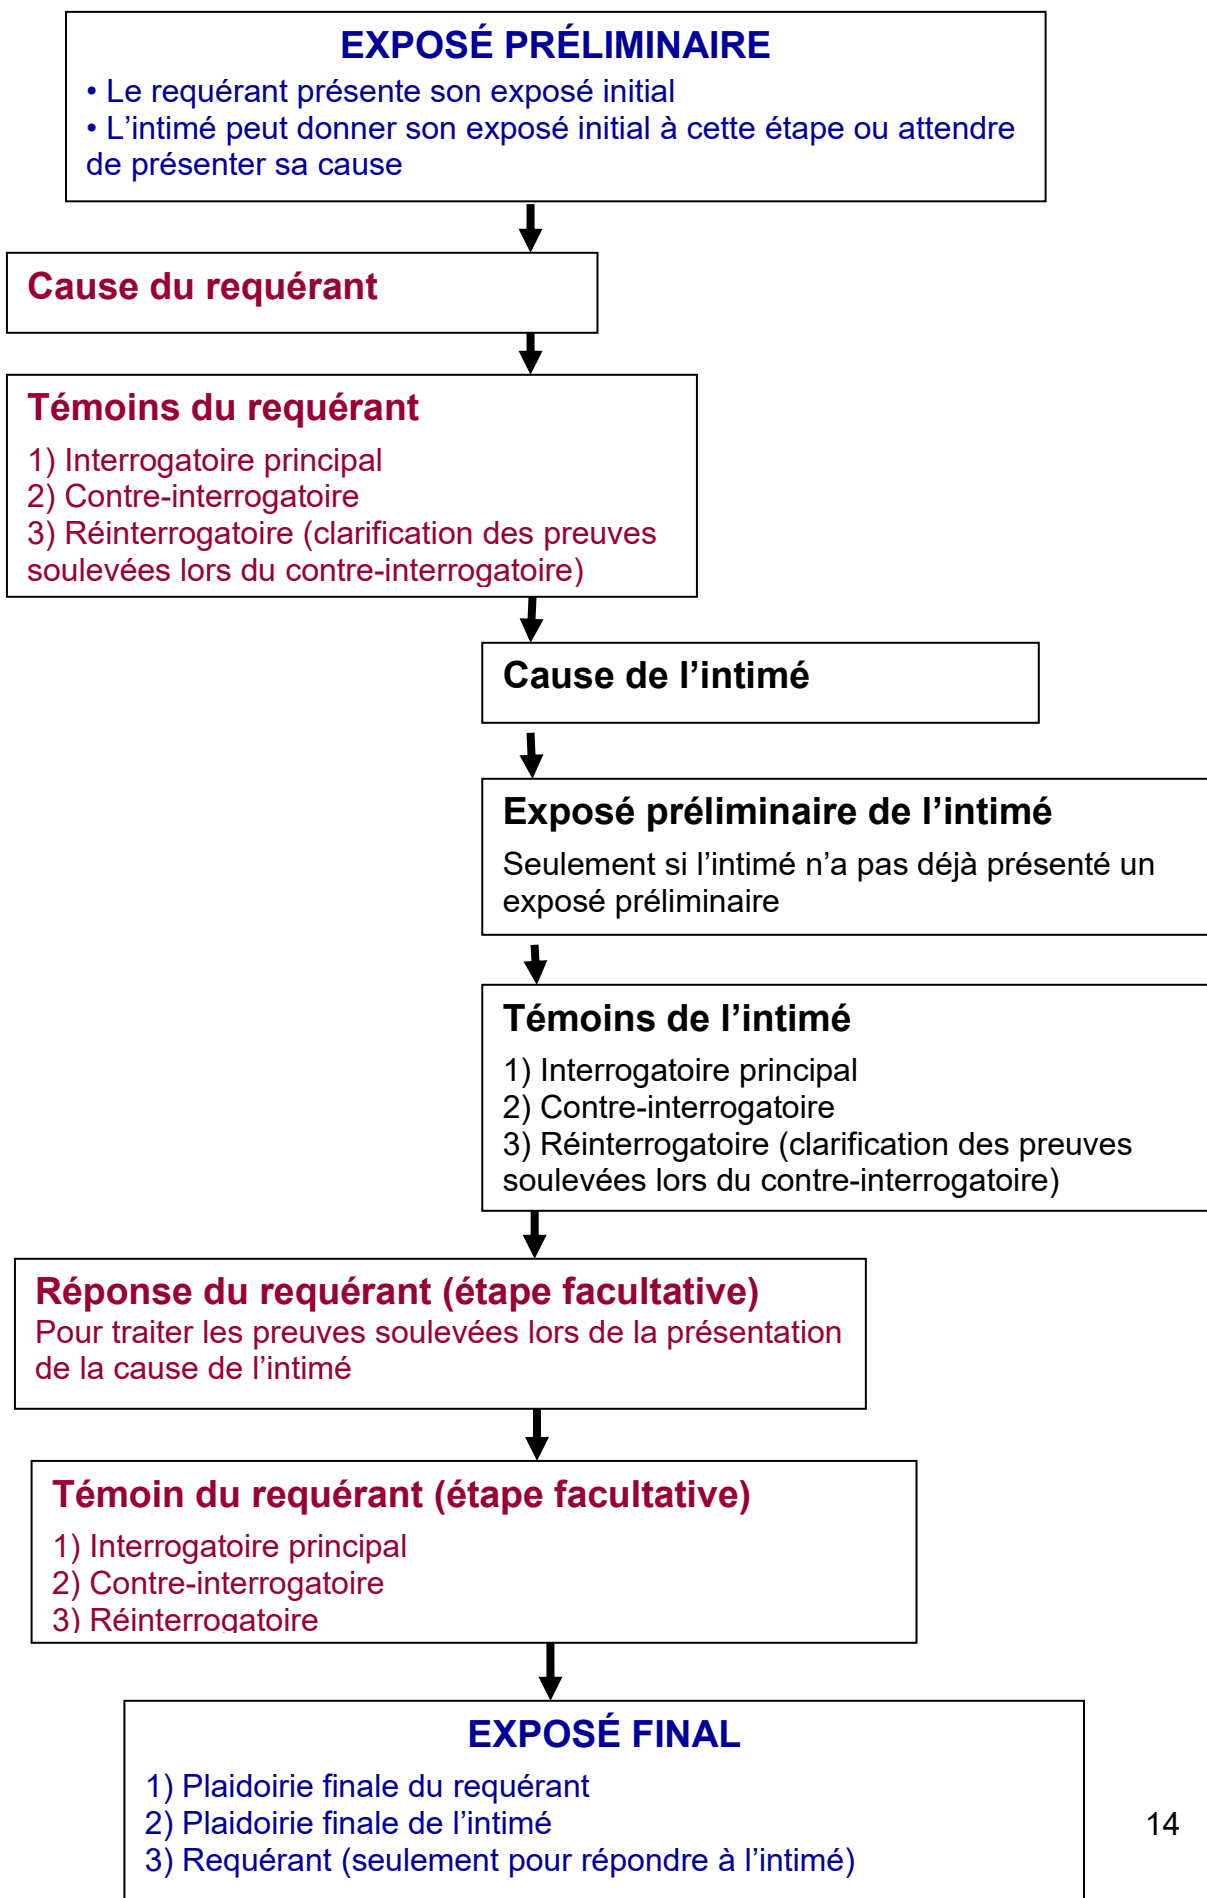 EXPOSÉ PRÉLIMINAIRE
• Le requérant présente son exposé initial
• L’intimé peut donner son exposé initial à cette étape ou attendre
de présenter sa cause
Cause du requérant
Témoins du requérant
1) Interrogatoire principal
2) Contre-interrogatoire
3) Réinterrogatoire (clarification des preuves
soulevées lors du contre-interrogatoire)
Cause de l’intimé
Exposé préliminaire de l’intimé
Seulement si l’intimé n’a pas déjà présenté un
exposé préliminaire
Témoins de l’intimé
1) Interrogatoire principal
2) Contre-interrogatoire
3) Réinterrogatoire (clarification des preuves
soulevées lors du contre-interrogatoire)
Réponse du requérant (étape facultative)
Pour traiter les preuves soulevées lors de la présentation
de la cause de l’intimé
Témoin du requérant (étape facultative)
1) Interrogatoire principal
2) Contre-interrogatoire
3) Réinterrogatoire
EXPOSÉ FINAL
1) Plaidoirie finale du requérant
2) Plaidoirie finale de l’intimé
3) Requérant (seulement pour répondre à l’intimé)
14